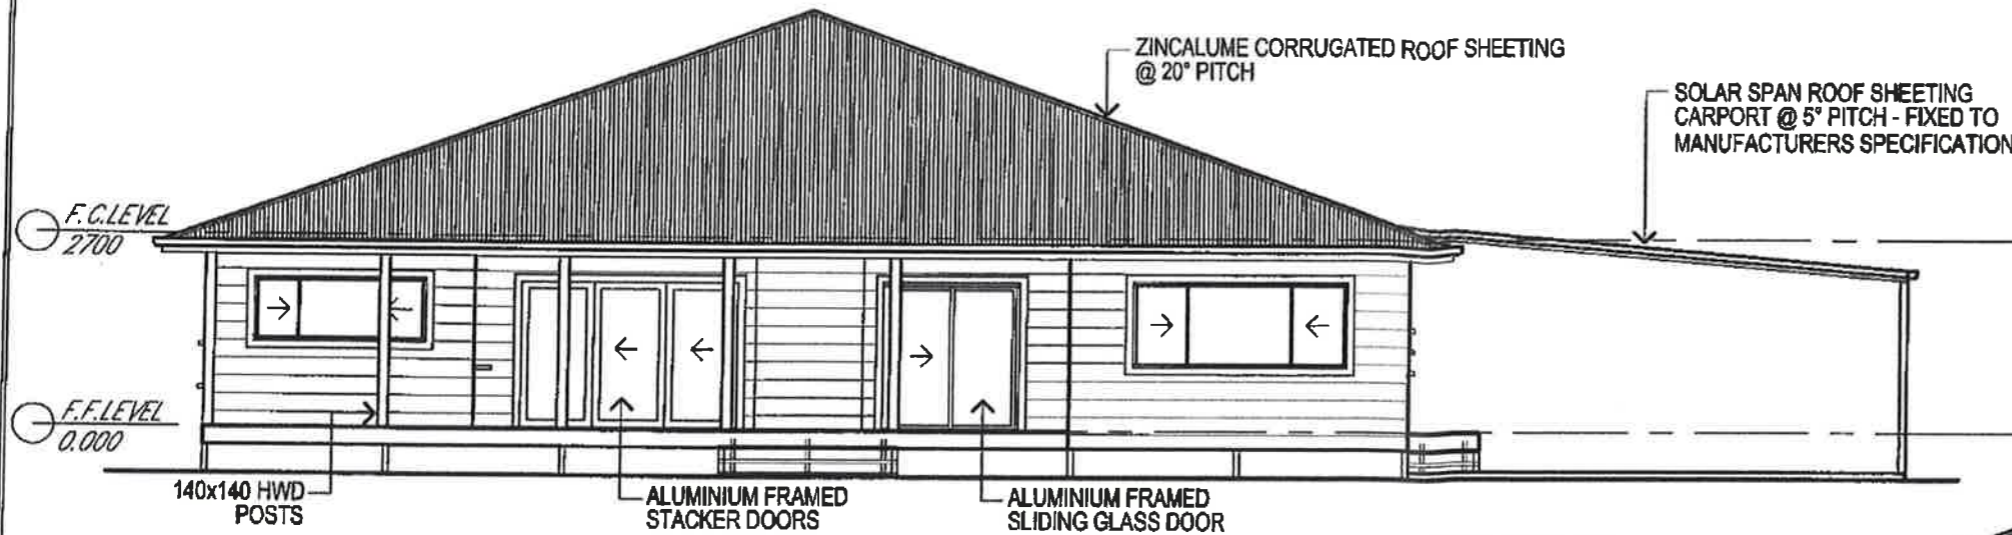 ZINCALUME CORRUGATED ROOF SHEETING
@ 20° PITCH
SOLAR SPAN ROOF SHEETING
CARPORT @ 5° PITCH - FIXED TO
MANUFACTURERS SPECIFICATION
F.C.LEVEL
2700
F.F.LEVEL
0.000
140x140 HWD
POSTS
ALUMINIUM FRAMED
STACKER DOORS
ALUMINIUM FRAMED
SLIDING GLASS DOOR